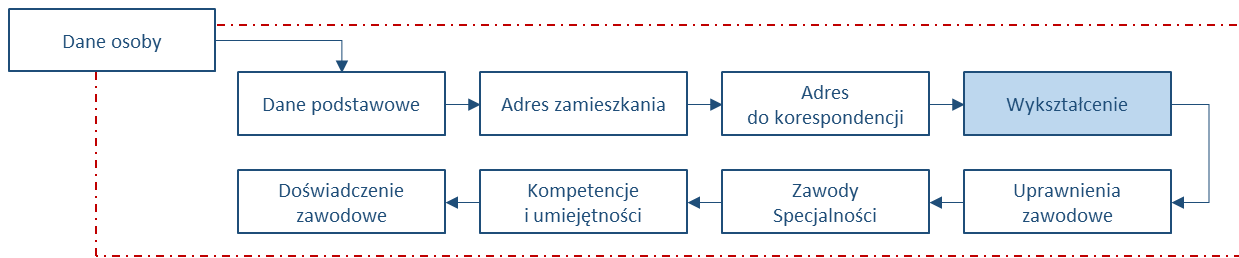 Dane osoby
Dane podstawowe
Adres zamieszkania
Adres
do korespondencji
Wykształcenie
Uprawnienia
zawodowe
Zawody
Specjalności
Kompetencje
i umiejętności
Doświadczenie
zawodowe